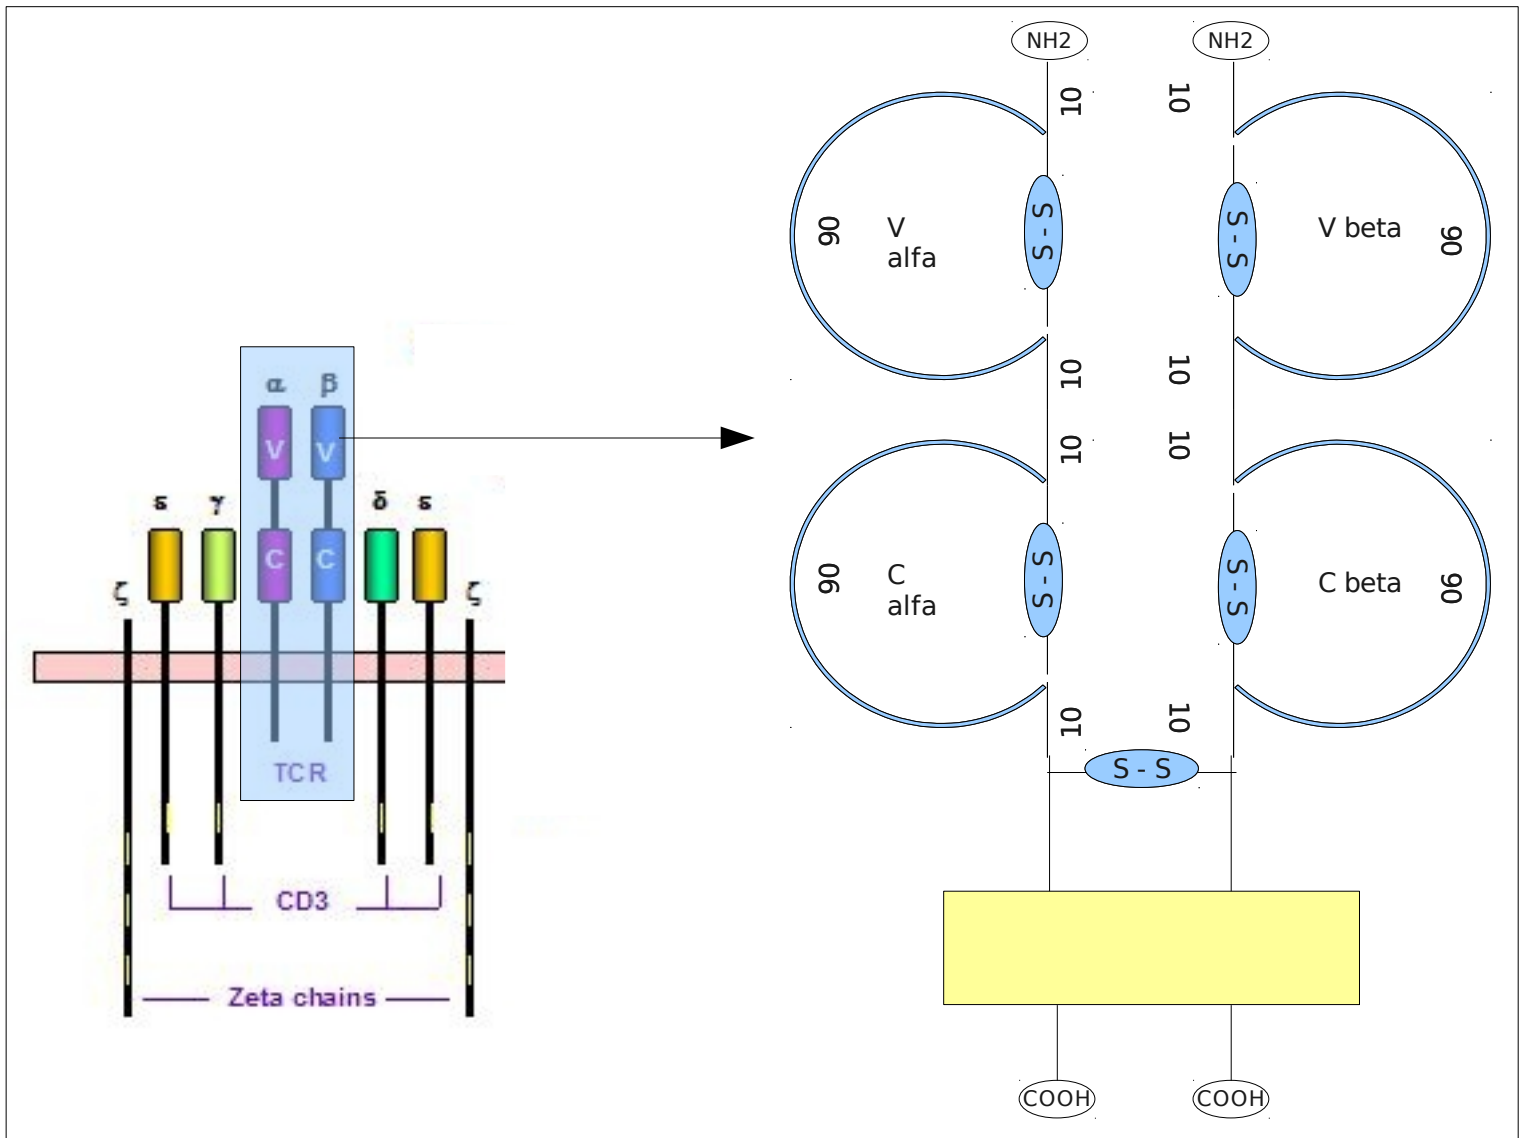 NH2 NH2
10 10
90 V alfa S - S S - S V beta 90
10 10
α β
V V
10 10
ε γ δ ε
C C
ζ ζ
90 C alfa S - S S - S C beta 90
10 10
TCR
S - S
CD3
Zeta chains
COOH COOH